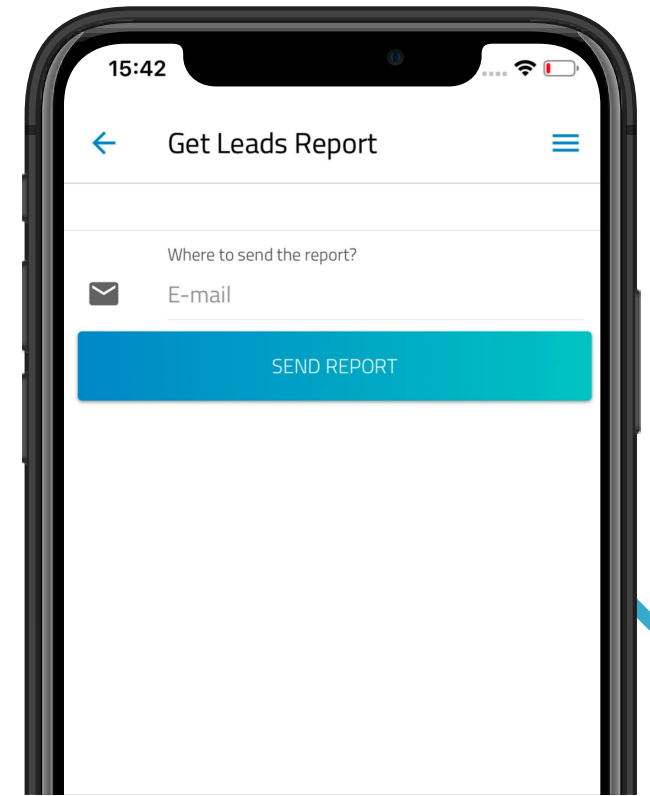 15:42
Get Leads Report
Where to send the report?
E-mail
SEND REPORT